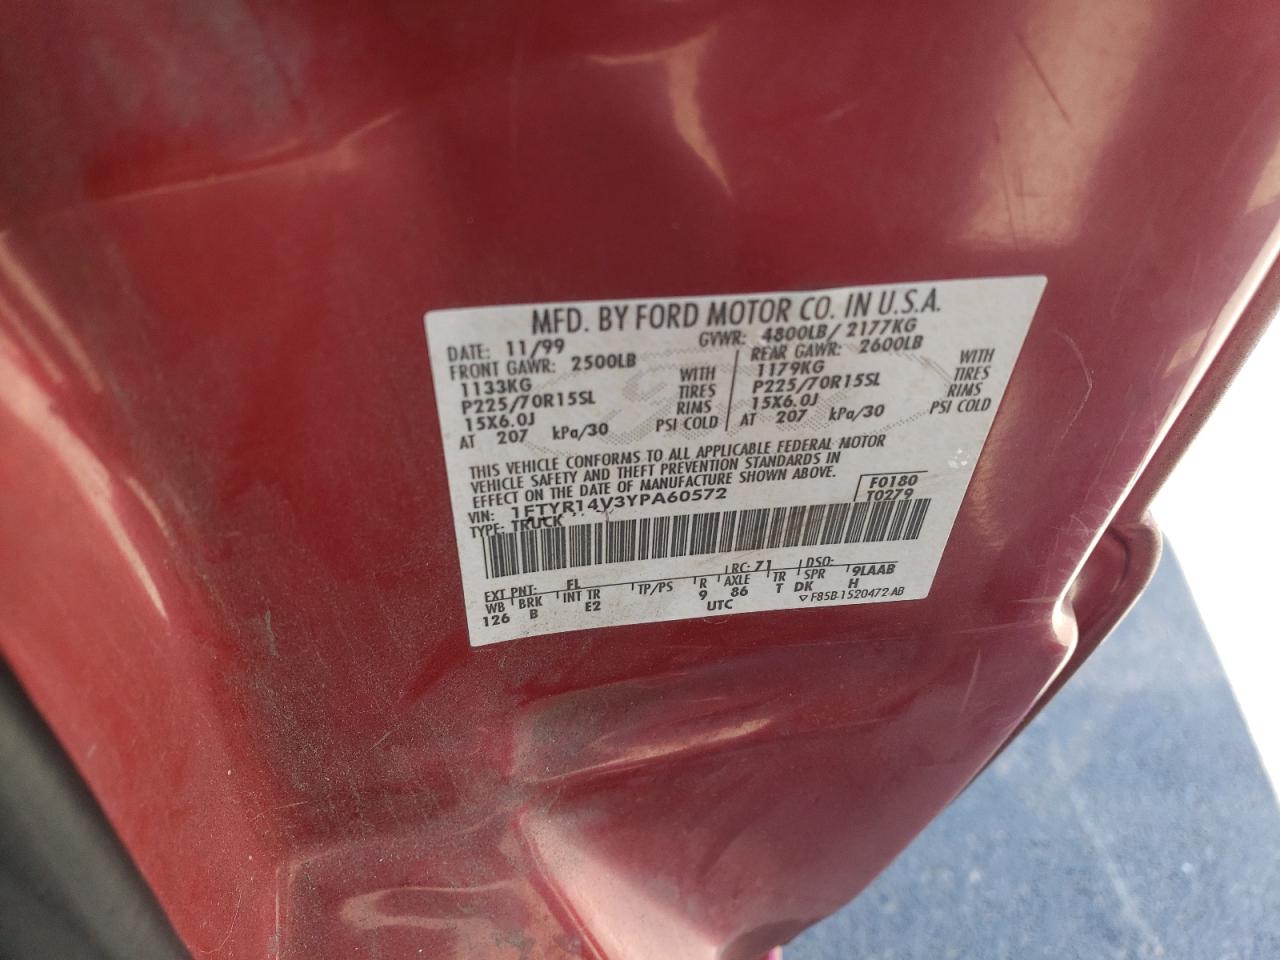 MFD. BY FORD MOTOR CO. IN U.S.A.
DATE: 11/99 GVWR: 4800LB/ 2177KG
FRONT GAWR: 2500LB REAR GAWR: 2600LB
1133KG WITH 1179KG WITH
P225/70R15SL TIRES P225/70R15SL TIRES
15X6.0J RIMS 15X6.0J RIMS
AT 207 kPa/30 PSI COLD AT 207 kPa/30 PSI COLD
THIS VEHICLE CONFORMS TO ALL APPLICABLE FEDERAL MOTOR
VEHICLE SAFETY AND THEFT PREVENTION STANDARDS IN
EFFECT ON THE DATE OF MANUFACTURE SHOWN ABOVE.
VIN: 1FTYR14V3YPA60572 F0180
TYPE: TRUCK T0279
EXT PNT: FL RC: 71 DSO: 9LAAB
WB BRK INT TR TP/PS R AXLE TR SPR H
126 B E2 9 86 T DK
UTC ▽ F85B-1520472-AB